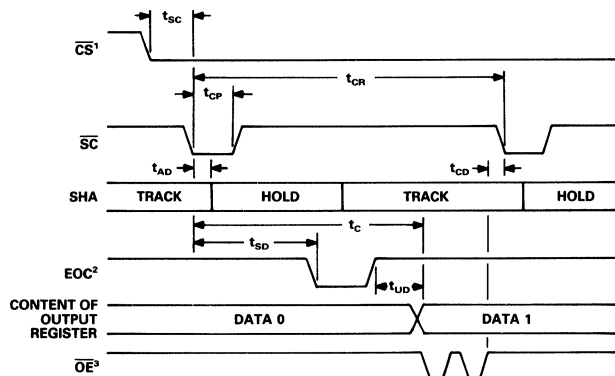 tSC
CS¹
tCR
tCP
SC
tAD
tCD
SHA TRACK HOLD TRACK HOLD
tC
tSD
EOC²
tUD
CONTENT OF
OUTPUT
REGISTER
DATA 0 DATA 1
OE³